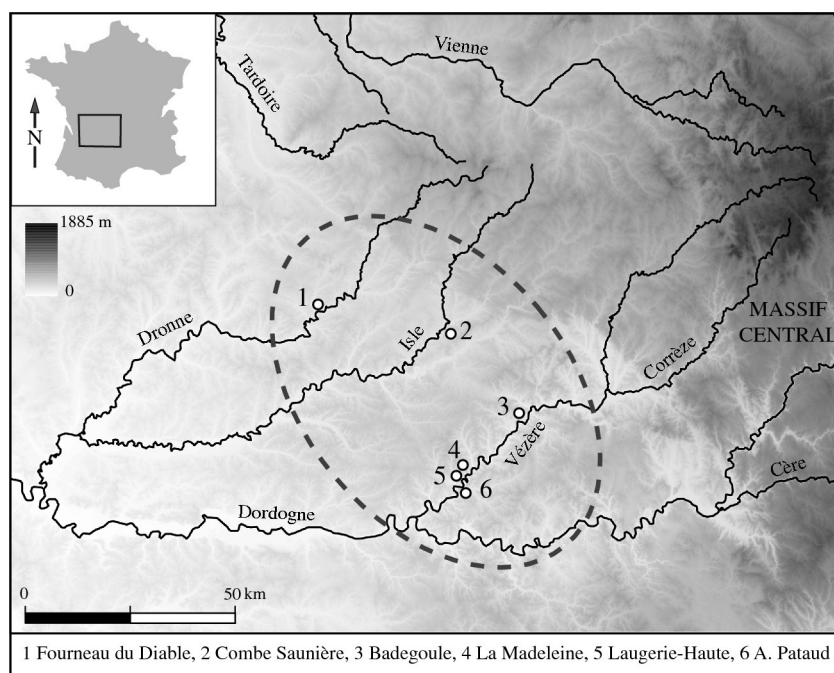 Vienne
Tardoire
N
1885 m
0
1
2
Dronne
Isle
MASSIF
CENTRAL
Corrèze
3
Vézère
4
5
6
Cère
Dordogne
0
50 km
1 Fourneau du Diable, 2 Combe Saunière, 3 Badegoule, 4 La Madeleine, 5 Laugerie-Haute, 6 A. Pataud